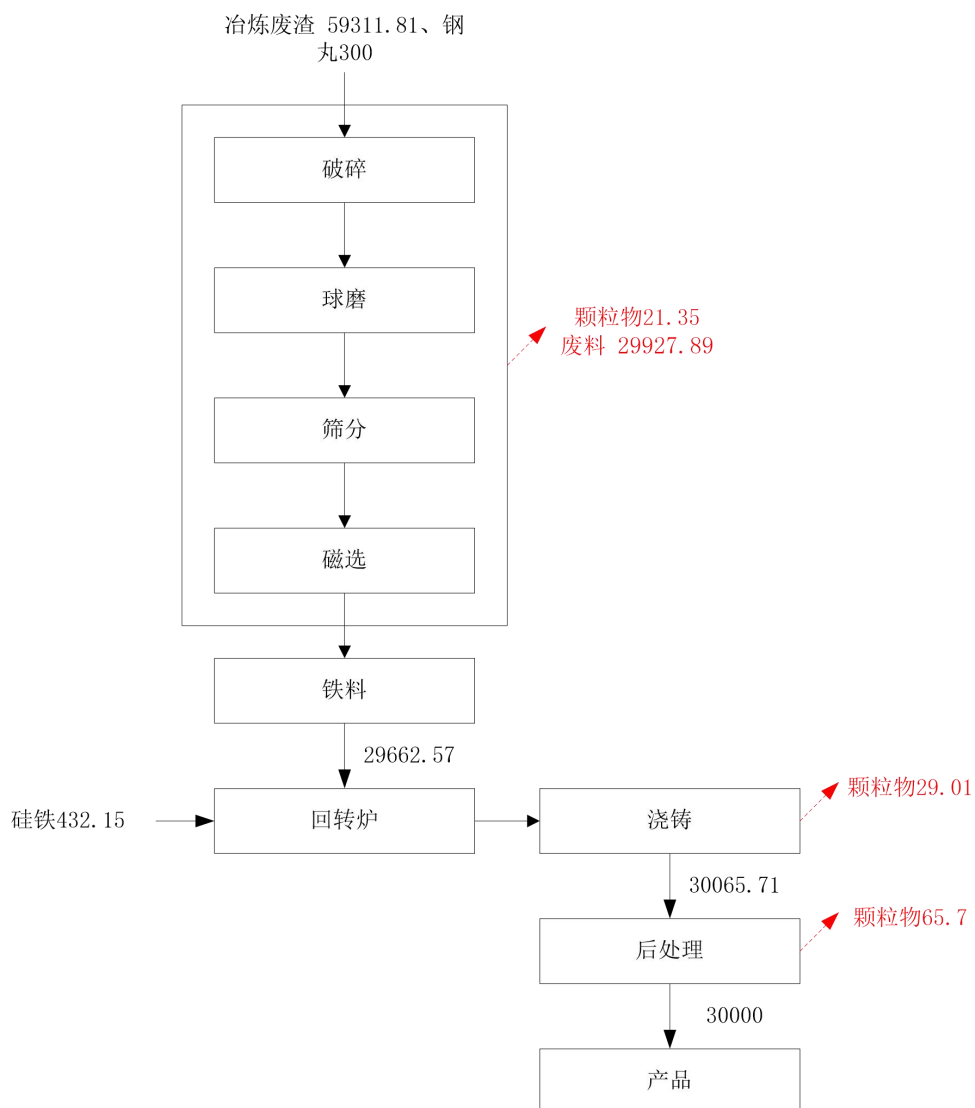 冶炼废渣 59311.81、钢
丸300
破碎
球磨
颗粒物21.35
废料 29927.89
筛分
磁选
铁料
29662.57
硅铁432.15
回转炉
浇铸
颗粒物29.01
30065.71
后处理
颗粒物65.7
30000
产品